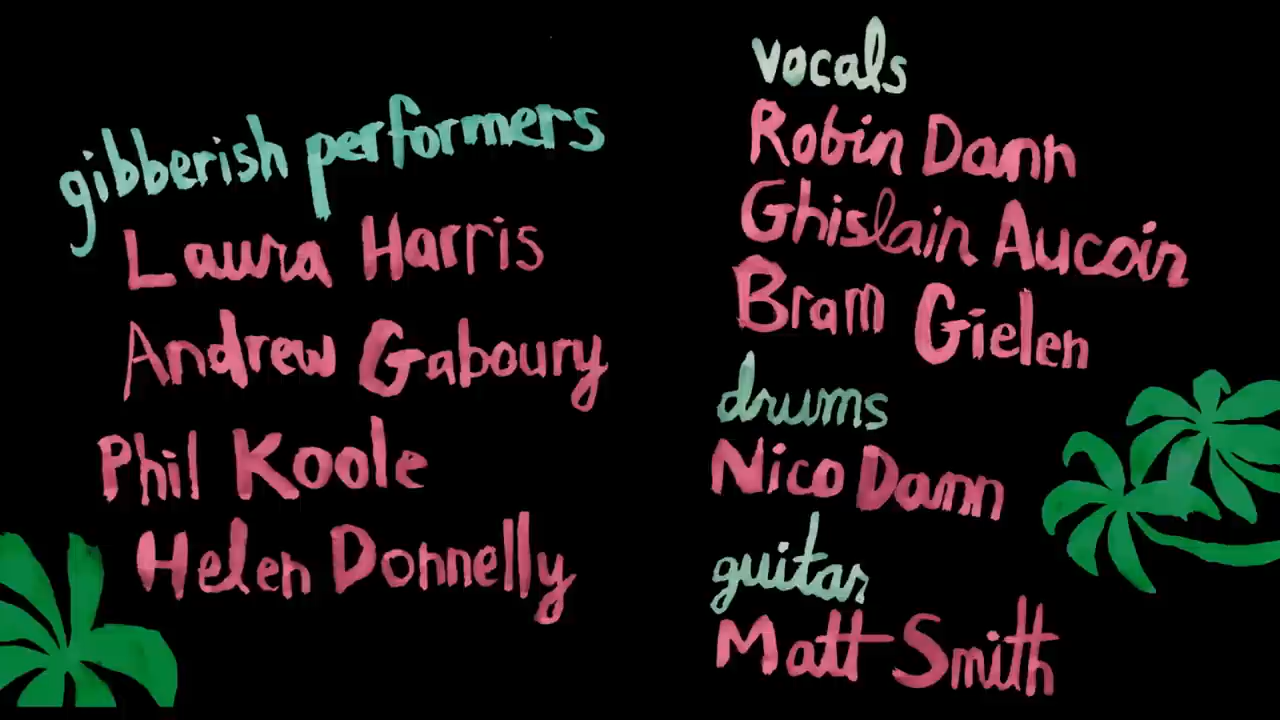 gibberish performers
Laura Harris
Andrew Gaboury
Phil Koole
Helen Donnelly
vocals
Robin Dann
Ghislain Aucoin
Bram Gielen
drums
Nico Dann
guitar
Matt Smith